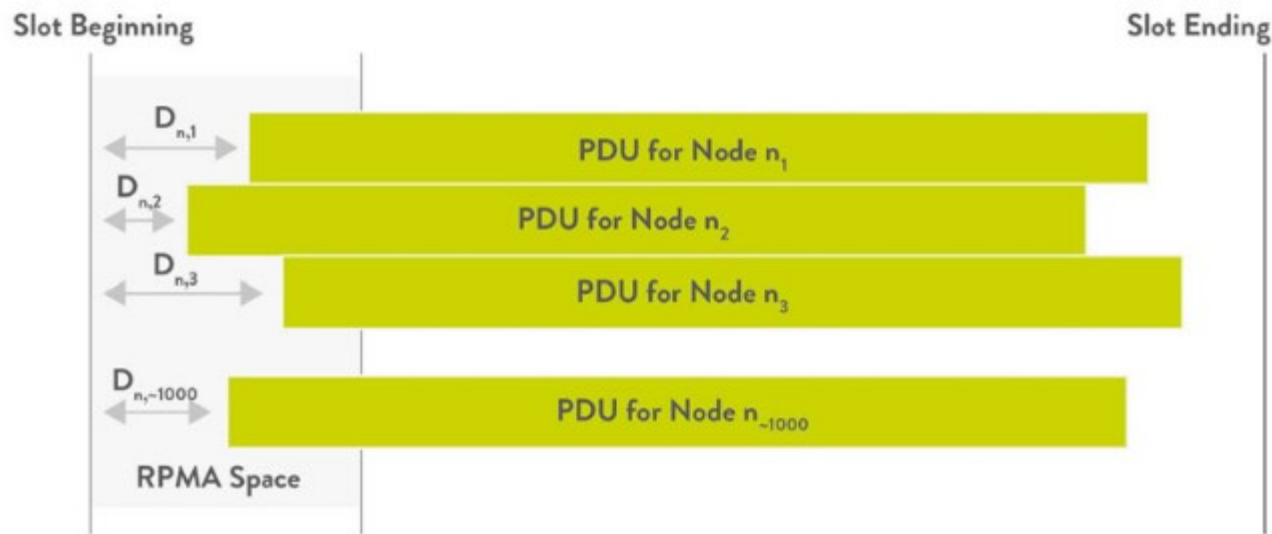 Slot Beginning
Slot Ending
Dn,1
PDU for Node n1
Dn,2
PDU for Node n2
Dn,3
PDU for Node n3
Dn,~1000
PDU for Node n~1000
RPMA Space